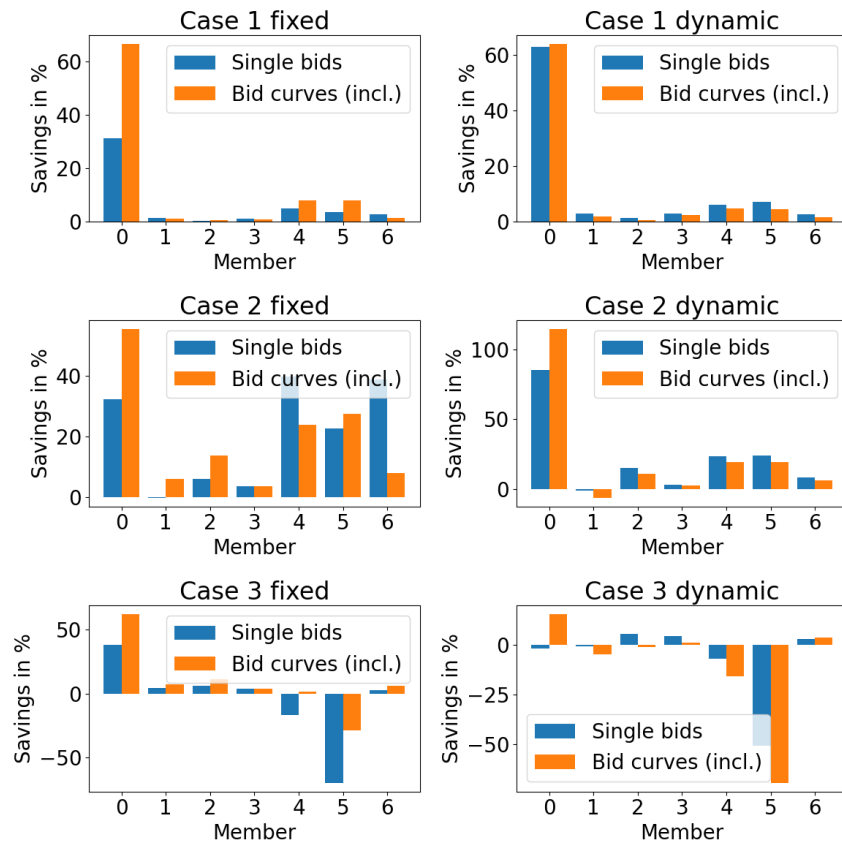 Case 1 fixed
Savings in %
60
40
20
0
Single bids
Bid curves (incl.)
0 1 2 3 4 5 6
Member
Case 1 dynamic
Savings in %
60
40
20
0
Single bids
Bid curves (incl.)
0 1 2 3 4 5 6
Member
Case 2 fixed
Savings in %
40
20
0
Single bids
Bid curves (incl.)
0 1 2 3 4 5 6
Member
Case 2 dynamic
Savings in %
100
50
0
Single bids
Bid curves (incl.)
0 1 2 3 4 5 6
Member
Case 3 fixed
Savings in %
50
0
−50
Single bids
Bid curves (incl.)
0 1 2 3 4 5 6
Member
Case 3 dynamic
Savings in %
0
−25
−50
Single bids
Bid curves (incl.)
0 1 2 3 4 5 6
Member